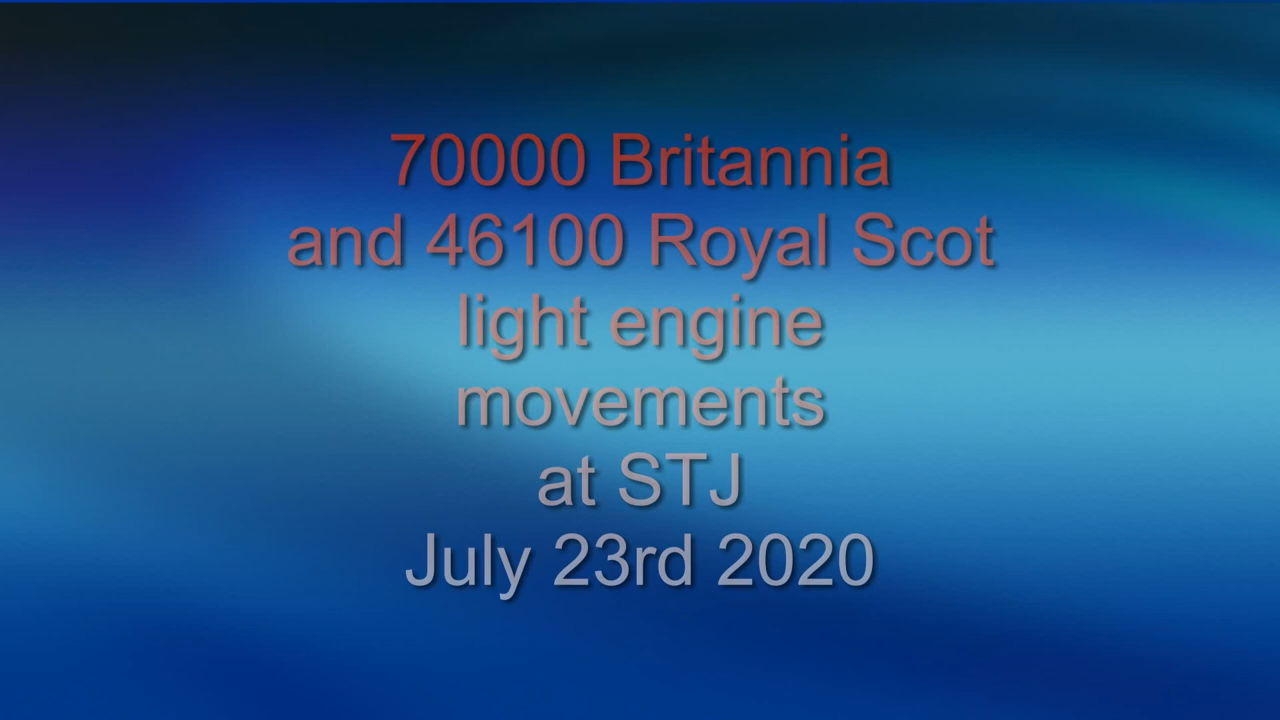 70000 Britannia
and 46100 Royal Scot
light engine
movements
at STJ
July 23rd 2020